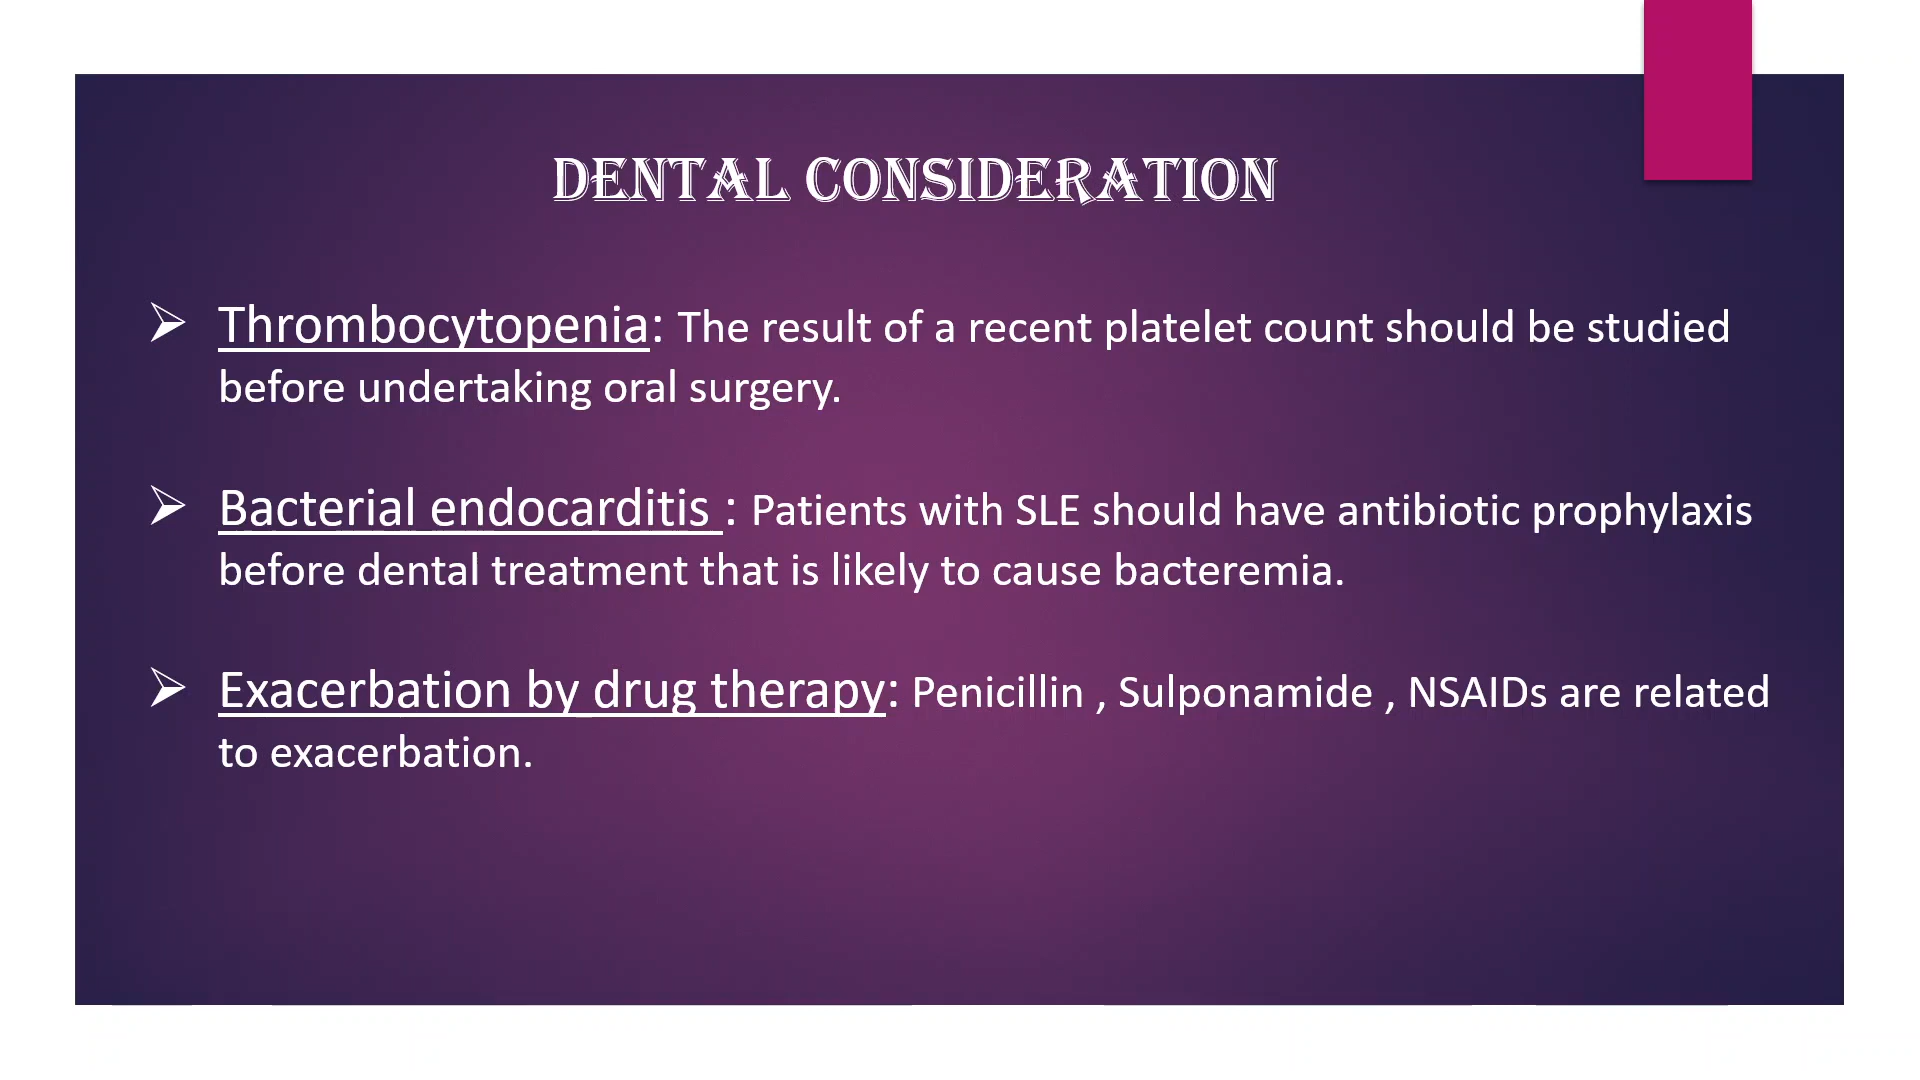 DENTAL CONSIDERATION
➢ Thrombocytopenia: The result of a recent platelet count should be studied
before undertaking oral surgery.
➢ Bacterial endocarditis : Patients with SLE should have antibiotic prophylaxis
before dental treatment that is likely to cause bacteremia.
➢ Exacerbation by drug therapy: Penicillin , Sulponamide , NSAIDs are related
to exacerbation.